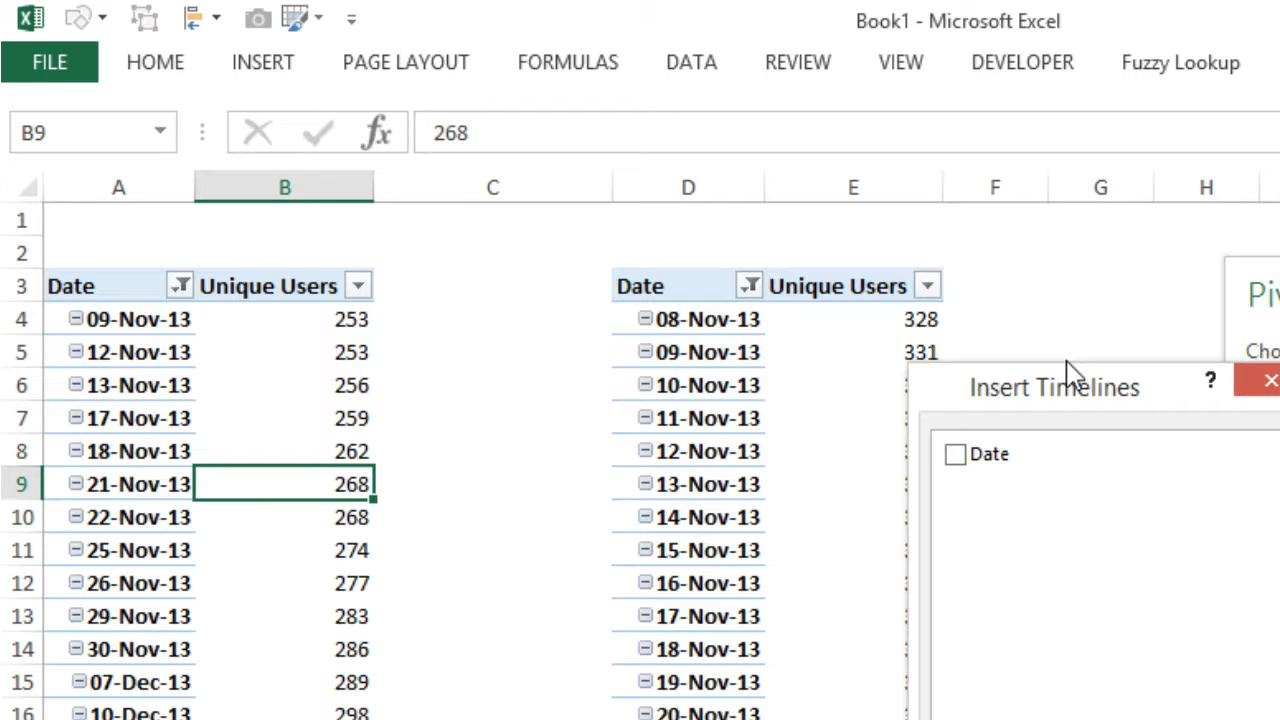 Book1 - Microsoft Excel
FILE HOME INSERT PAGE LAYOUT FORMULAS DATA REVIEW VIEW DEVELOPER Fuzzy Lookup
B9 fx 268
A B C D E F G H
1
2
3 Date Unique Users Date Unique Users
4 09-Nov-13 253 08-Nov-13 328
5 12-Nov-13 253 09-Nov-13 331
6 13-Nov-13 256 10-Nov-13
7 17-Nov-13 259 11-Nov-13
8 18-Nov-13 262 12-Nov-13
9 21-Nov-13 268 13-Nov-13
10 22-Nov-13 268 14-Nov-13
11 25-Nov-13 274 15-Nov-13
12 26-Nov-13 277 16-Nov-13
13 29-Nov-13 283 17-Nov-13
14 30-Nov-13 286 18-Nov-13
15 07-Dec-13 289 19-Nov-13
16 10-Dec-13 298 20-Nov-13
Insert Timelines ?
Date